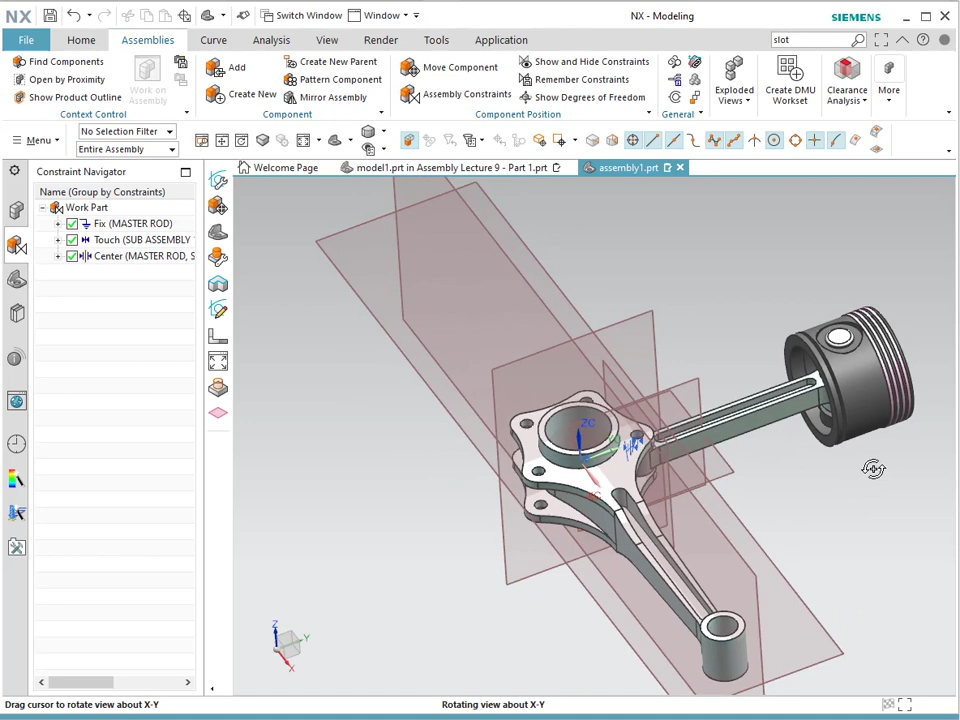 NX
Switch Window
Window
NX - Modeling
SIEMENS
File
Home
Assemblies
Curve
Analysis
View
Render
Tools
Application
slot
Find Components
Open by Proximity
Show Product Outline
Work on
Assembly
Context Control
Add
Create New
Create New Parent
Pattern Component
Mirror Assembly
Component
Move Component
Assembly Constraints
Show and Hide Constraints
Remember Constraints
Show Degrees of Freedom
Component Position
General
Exploded
Views
Create DMU
Workset
Clearance
Analysis
More
Menu
No Selection Filter
Entire Assembly
Constraint Navigator
Welcome Page
model1.prt in Assembly Lecture 9 - Part 1.prt
assembly1.prt
Name (Group by Constraints)
Work Part
Fix (MASTER ROD)
Touch (SUB ASSEMBLY
Center (MASTER ROD, S
ZC
Z
Y
X
Drag cursor to rotate view about X-Y
Rotating view about X-Y